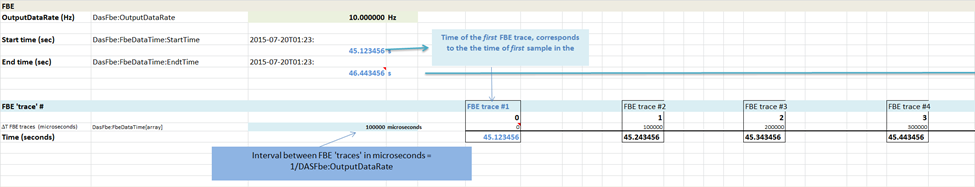 FBE
OutputDataRate (Hz) DasFbe:OutputDataRate 10.000000 Hz
Start time (sec) DasFbe:FbeDataTime:StartTime 2015-07-20T01:23:
45.123456 s
Time of the first FBE trace, corresponds
to the the time of first sample in the
End time (sec) DasFbe:FbeDataTime:EndtTime 2015-07-20T01:23:
46.443456 s
FBE 'trace' # FBE trace #1 FBE trace #2 FBE trace #3 FBE trace #4
0 1 2 3
ΔT FBE traces (microseconds) DasFbe:FbeDataTime[array] 100000 microseconds 0 100000 200000 300000
Time (seconds) 45.123456 45.243456 45.343456 45.443456
Interval between FBE 'traces' in microseconds =
1/DASFbe:OutputDataRate